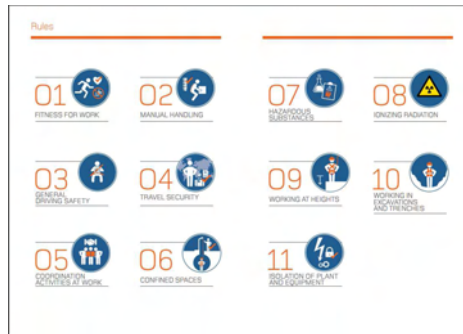 Rules
01
FITNESS FOR WORK
02
MANUAL HANDLING
03
GENERAL
DRIVING SAFETY
04
TRAVEL SECURITY
05
COORDINATION
ACTIVITIES AT WORK
06
CONFINED SPACES
07
HAZARDOUS
SUBSTANCES
08
IONIZING RADIATION
09
WORKING AT HEIGHTS
10
WORKING IN
EXCAVATIONS
AND TRENCHES
11
ISOLATION OF PLANT
AND EQUIPMENT